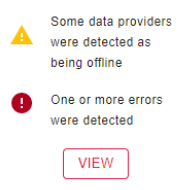 Some data providers
were detected as
being offline
One or more errors
were detected
VIEW